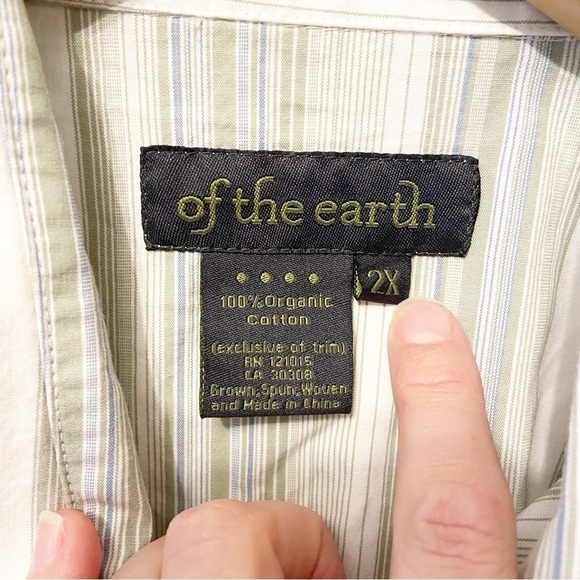 of the earth
2X
100% Organic
Cotton
(exclusive of trim)
RN 121015
CA 30308
Grown, Spun, Woven
and Made in China